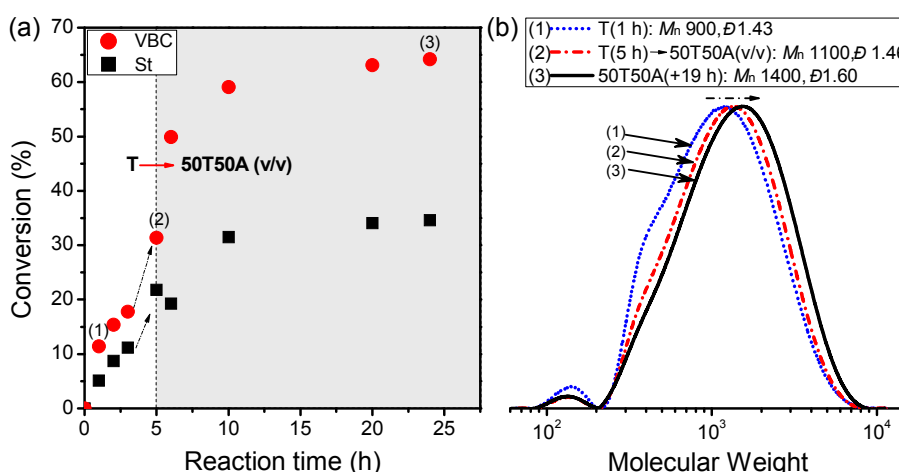 (a)
VBC
St
70
60
50
40
30
20
10
0
Conversion (%)
T → 50T50A (v/v)
(1)
(2)
(3)
0 5 10 15 20 25
Reaction time (h)
(b)
(1) T(1 h): Mn 900, Đ1.43
(2) T(5 h) → 50T50A(v/v): Mn 1100, Đ 1.46
(3) 50T50A(+19 h): Mn 1400, Đ1.60
(1)
(2)
(3)
10² 10³ 10⁴
Molecular Weight